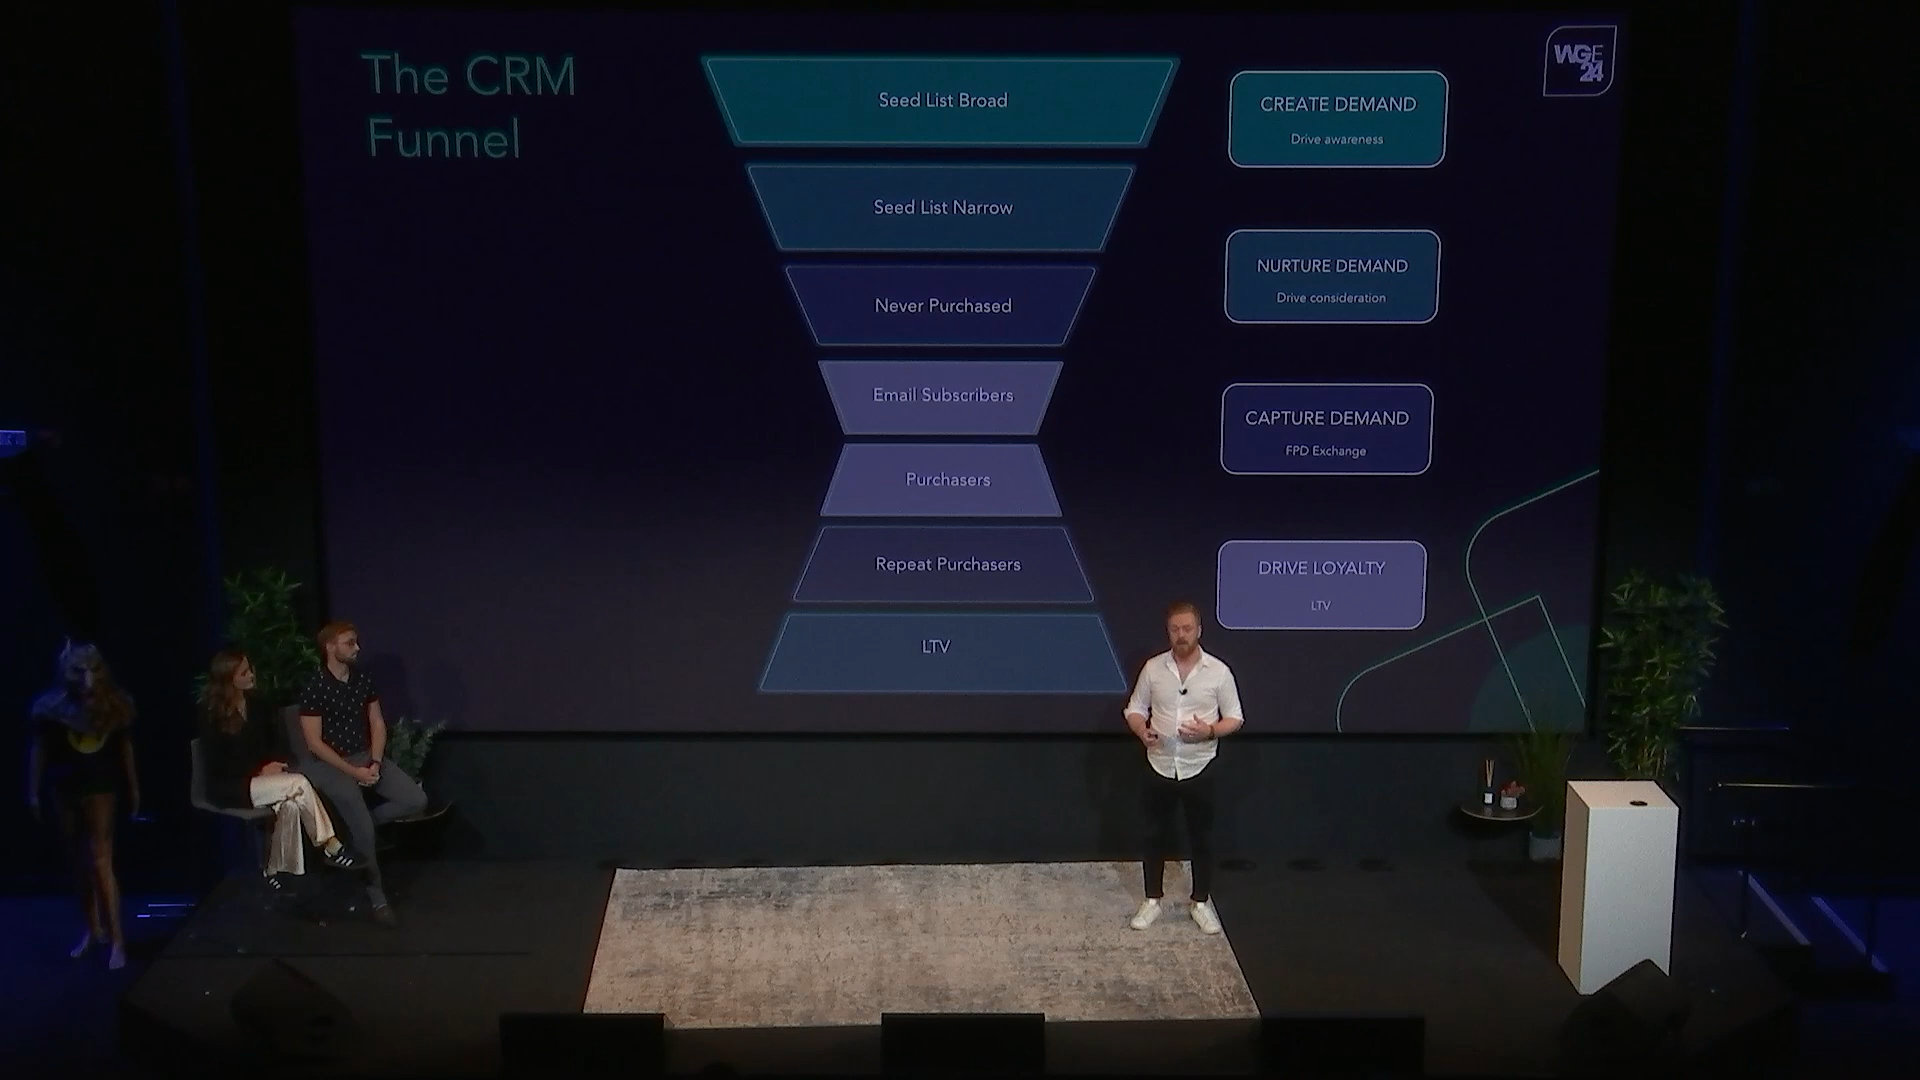 The CRM
Funnel
Seed List Broad
Seed List Narrow
Never Purchased
Email Subscribers
Purchasers
Repeat Purchasers
LTV
CREATE DEMAND
Drive awareness
NURTURE DEMAND
Drive consideration
CAPTURE DEMAND
FPD Exchange
DRIVE LOYALTY
LTV
WGE
24